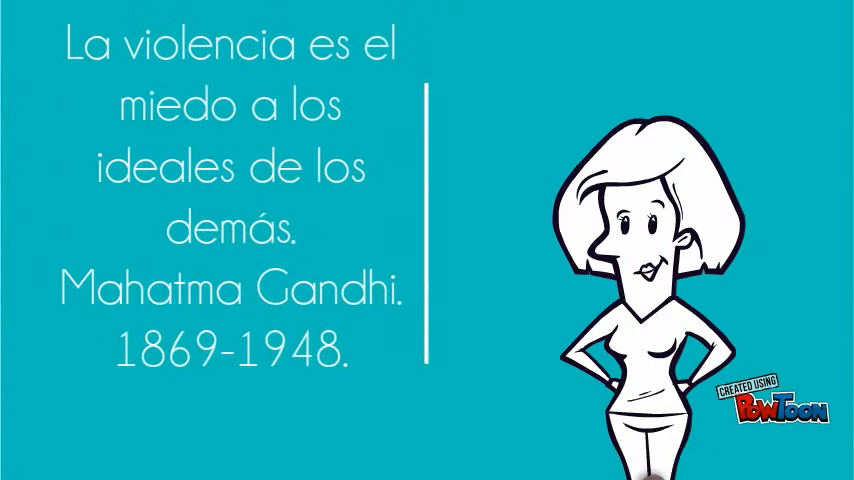 La violencia es el
miedo a los
ideales de los
demás.
Mahatma Gandhi.
1869-1948.
CREATED USING
POWTOON